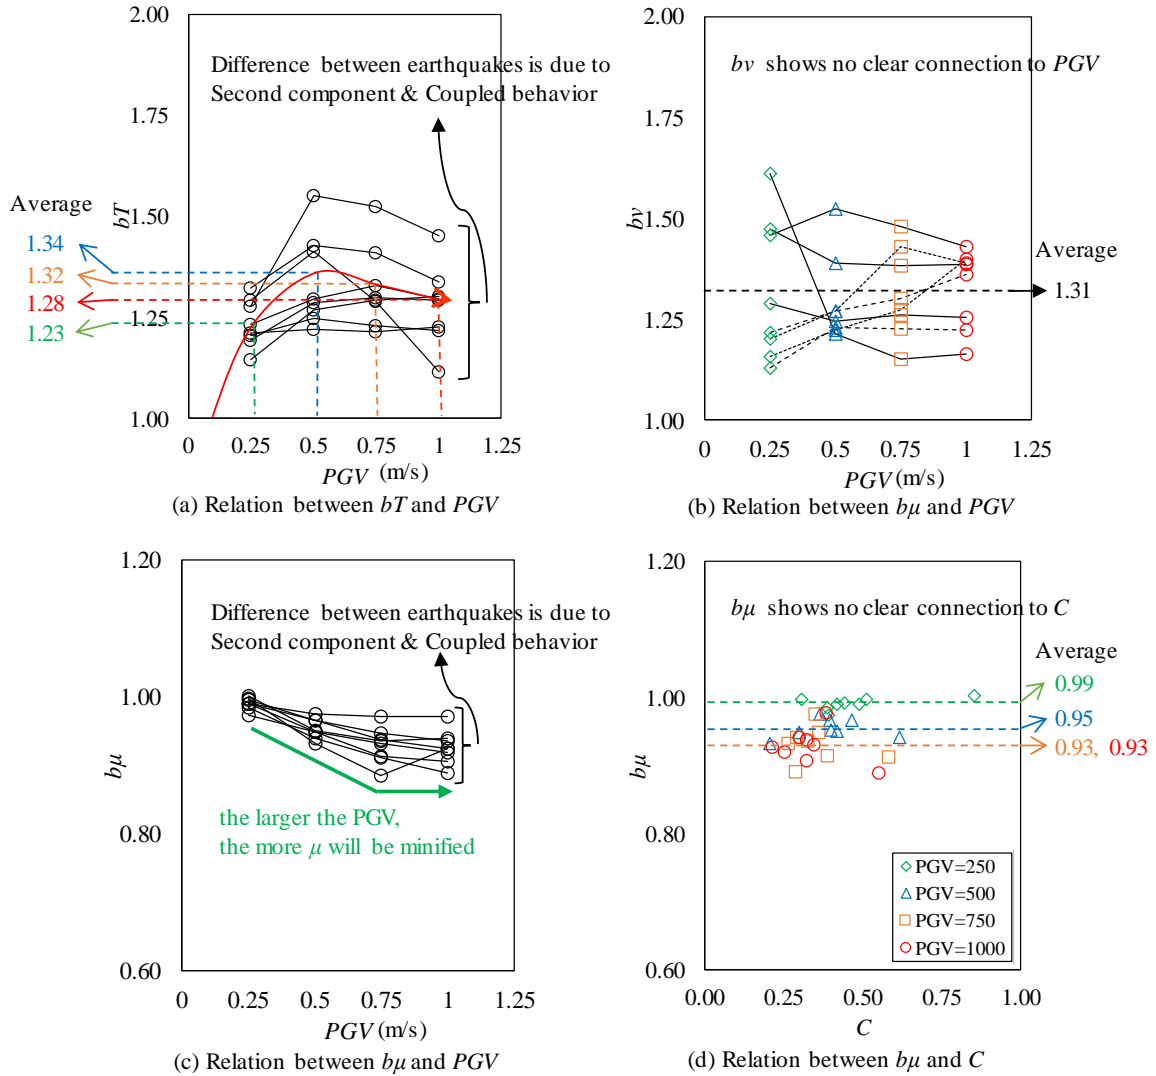 2.00
1.75
1.50
1.25
1.00
bT
Difference between earthquakes is due to
Second component & Coupled behavior
Average
1.34
1.32
1.28
1.23
0 0.25 0.5 0.75 1 1.25
PGV (m/s)
(a) Relation between bT and PGV
2.00
1.75
1.50
1.25
1.00
bv
bv shows no clear connection to PGV
Average
1.31
0 0.25 0.5 0.75 1 1.25
PGV (m/s)
(b) Relation between bμ and PGV
1.20
1.00
0.80
0.60
bμ
Difference between earthquakes is due to
Second component & Coupled behavior
the larger the PGV,
the more μ will be minified
0 0.25 0.5 0.75 1 1.25
PGV (m/s)
(c) Relation between bμ and PGV
1.20
1.00
0.80
0.60
bμ
bμ shows no clear connection to C
Average
0.99
0.95
0.93, 0.93
PGV=250
PGV=500
PGV=750
PGV=1000
0.00 0.25 0.50 0.75 1.00
C
(d) Relation between bμ and C